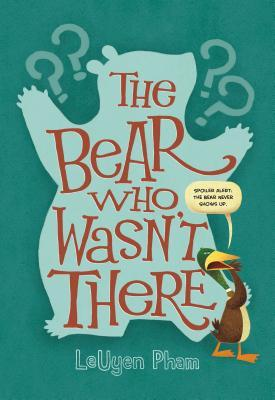 ??
??
THE
BEAR
WHO
WASN'T
THERE
SPOILER ALERT:
THE BEAR NEVER
SHOWS UP.
LeUyen Pham